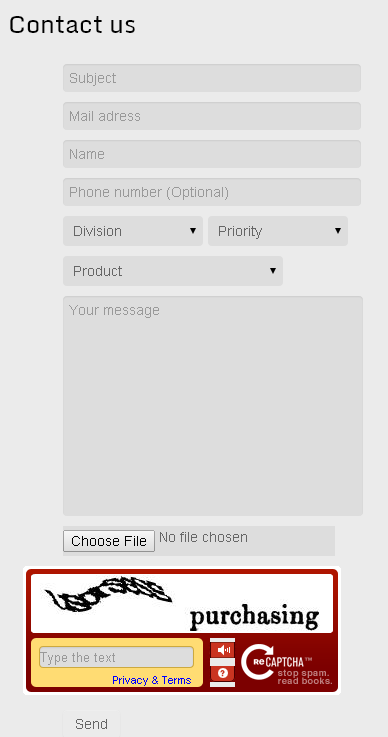 Contact us
Subject
Mail adress
Name
Phone number (Optional)
Division Priority
Product
Your message
Choose File No file chosen
purchasing
Type the text
Privacy & Terms
reCAPTCHA™
stop spam.
read books.
Send